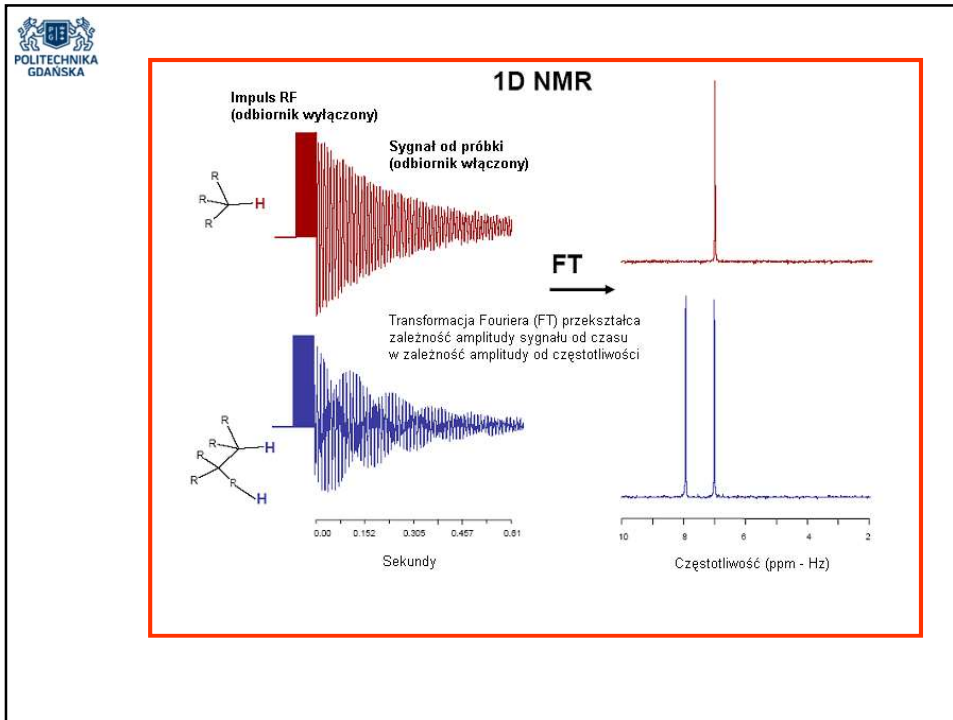 POLITECHNIKA
GDAŃSKA
1D NMR
Impuls RF
(odbiornik wyłączony)
Sygnał od próbki
(odbiornik włączony)
R
R
R
H
FT
Transformacja Fouriera (FT) przekształca
zależność amplitudy sygnału od czasu
w zależność amplitudy od częstotliwości
R
R
H
R
R
R
H
0.00 0.152 0.305 0.457 0.61
Sekundy
10 8 6 4 2
Częstotliwość (ppm - Hz)